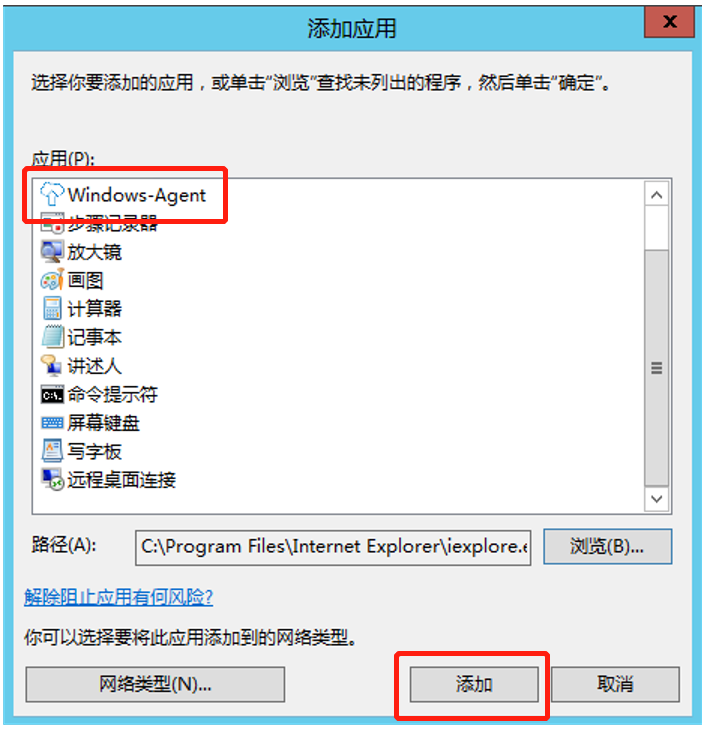 添加应用
x
选择你要添加的应用，或单击“浏览”查找未列出的程序，然后单击“确定”。
应用(P):
Windows-Agent
步骤记录器
放大镜
画图
计算器
记事本
讲述人
C:\. 命令提示符
屏幕键盘
写字板
远程桌面连接
路径(A): C:\Program Files\Internet Explorer\iexplore.e 浏览(B)...
解除阻止应用有何风险?
你可以选择要将此应用添加到的网络类型。
网络类型(N)... 添加 取消